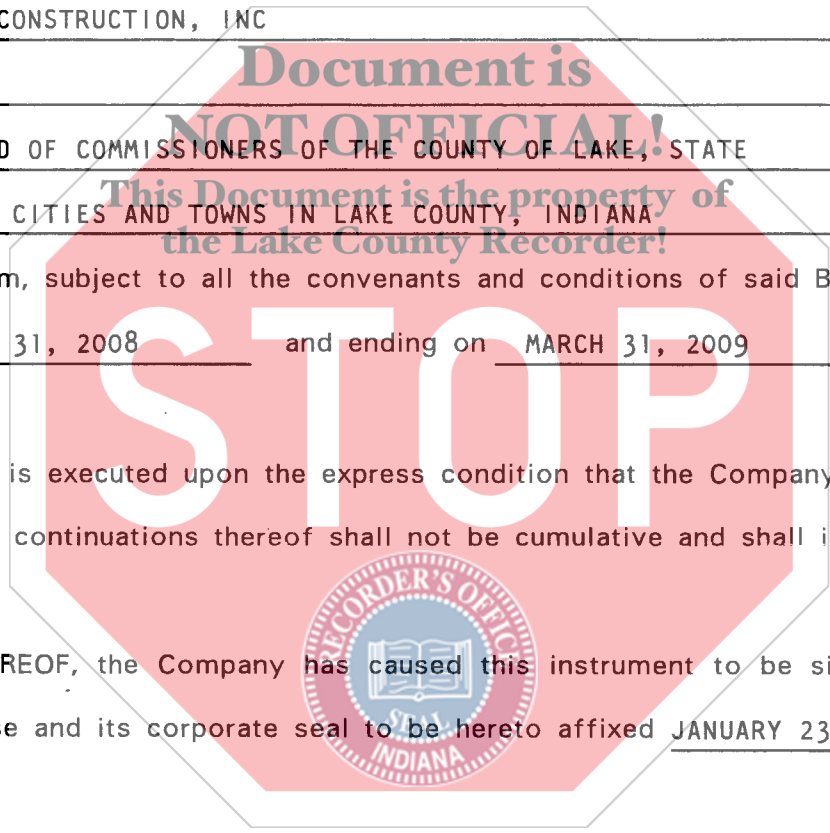 CONSTRUCTION, INC
Document is
NOT OFFICIAL!
D OF COMMISSIONERS OF THE COUNTY OF LAKE, STATE
This Document is the property of
CITIES AND TOWNS IN LAKE COUNTY, INDIANA
the Lake County Recorder!
m, subject to all the convenants and conditions of said B
31, 2008 and ending on MARCH 31, 2009
STOP
is executed upon the express condition that the Company
continuations thereof shall not be cumulative and shall i
RECORDER'S OFFICE
REOF, the Company has caused this instrument to be si
se and its corporate seal to be hereto affixed JANUARY 23
SEAL
INDIANA